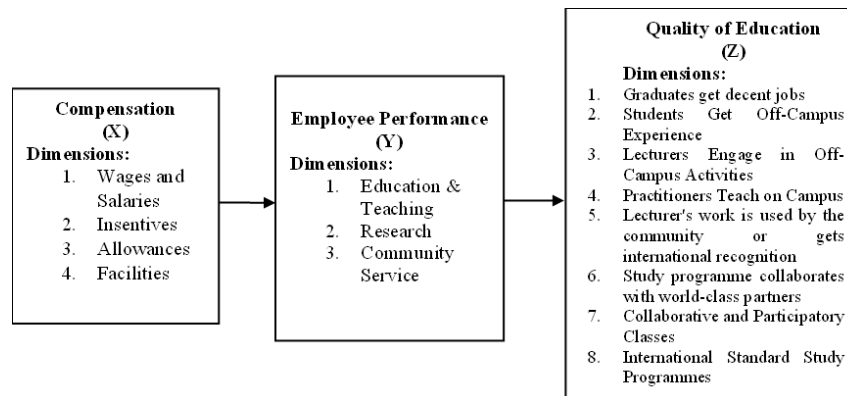 Compensation
(X)
Dimensions:
1. Wages and
Salaries
2. Insentives
3. Allowances
4. Facilities
Employee Performance
(Y)
Dimensions:
1. Education &
Teaching
2. Research
3. Community
Service
Quality of Education
(Z)
Dimensions:
1. Graduates get decent jobs
2. Students Get Off-Campus
Experience
3. Lecturers Engage in Off-
Campus Activities
4. Practitioners Teach on Campus
5. Lecturer's work is used by the
community or gets
international recognition
6. Study programme collaborates
with world-class partners
7. Collaborative and Participatory
Classes
8. International Standard Study
Programmes